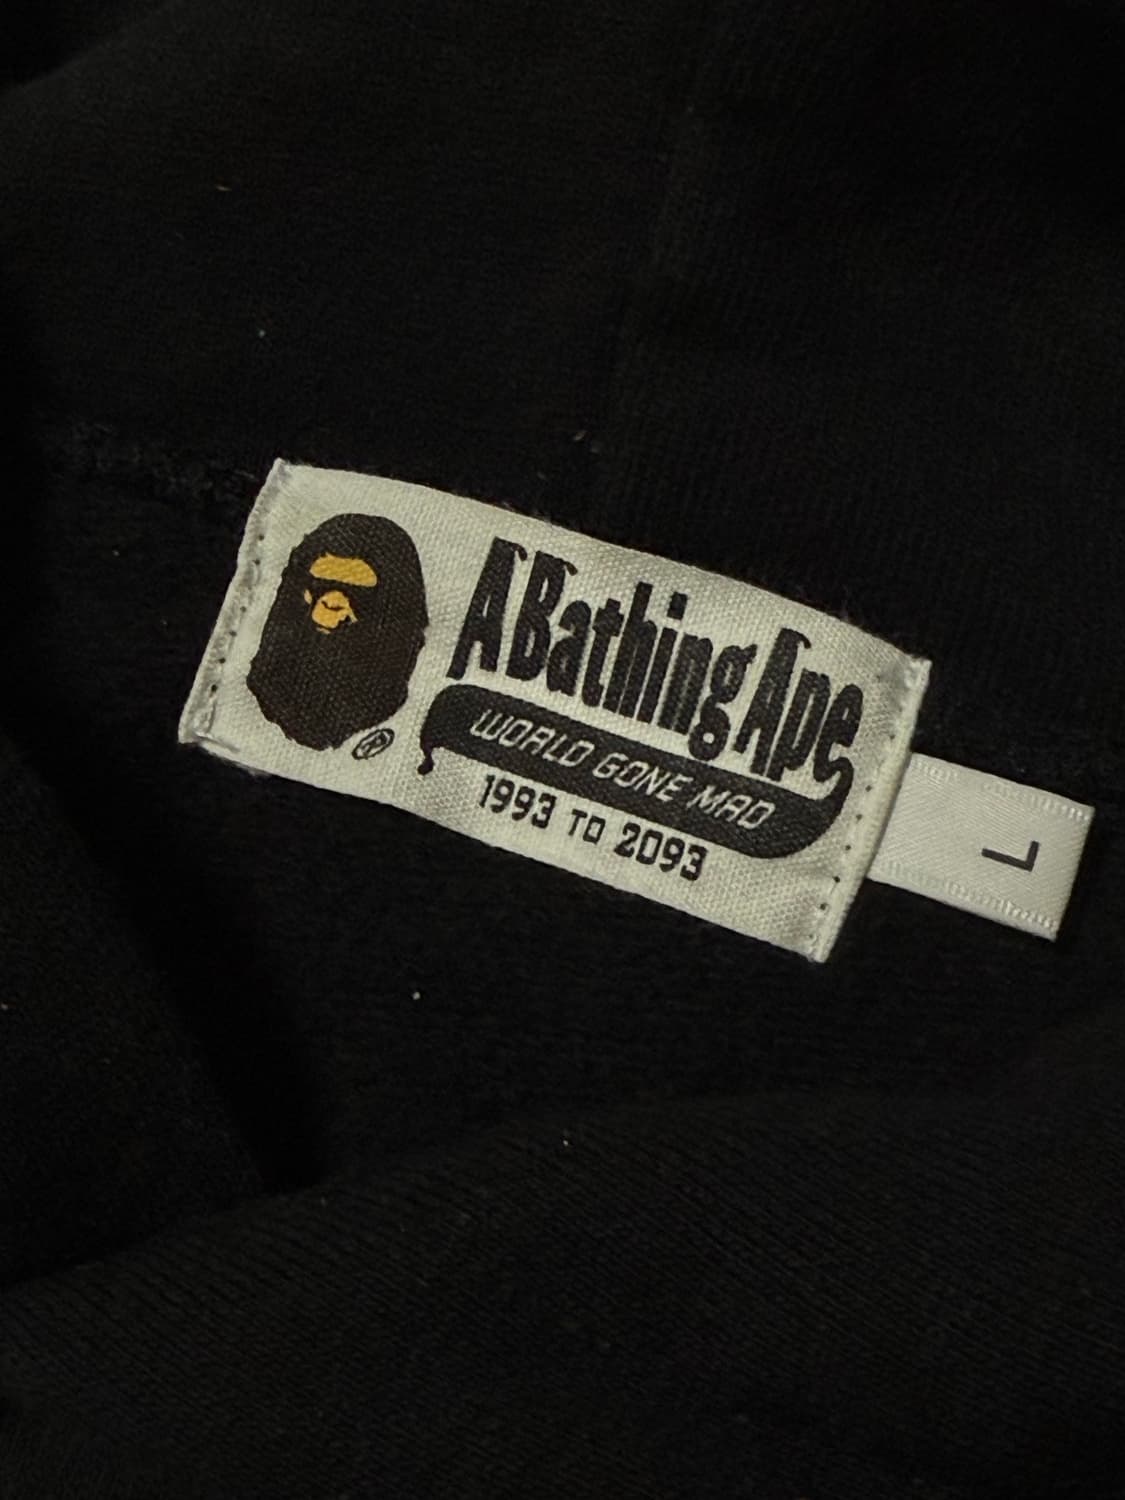 A Bathing Ape
WORLD GONE MAD
1993 TO 2093
®
L